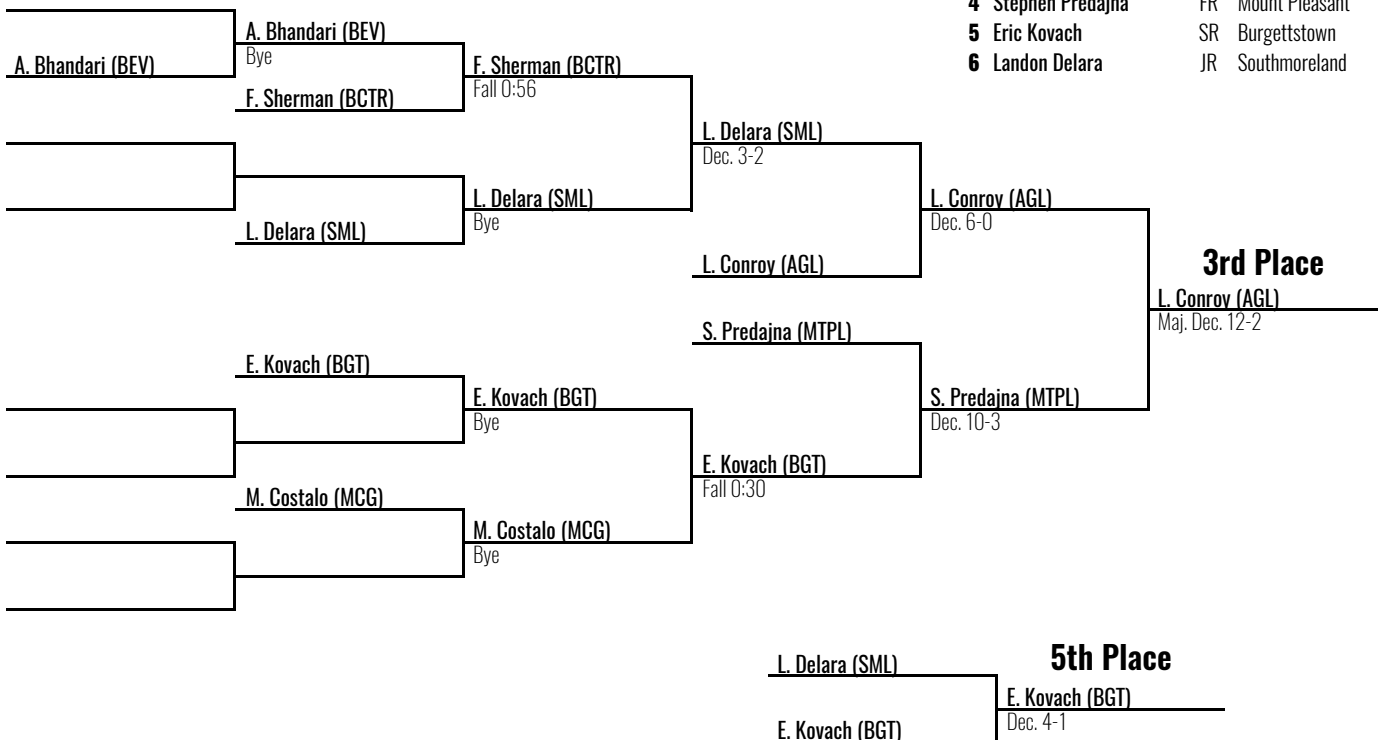 4 Stephen Predajna FR Mount Pleasant
5 Eric Kovach SR Burgettstown
6 Landon Delara JR Southmoreland
A. Bhandari (BEV)
A. Bhandari (BEV)
Bye
F. Sherman (BCTR)
F. Sherman (BCTR)
Fall 0:56
L. Delara (SML)
L. Delara (SML)
Bye
L. Delara (SML)
Dec. 3-2
L. Conroy (AGL)
L. Conroy (AGL)
Dec. 6-0
E. Kovach (BGT)
E. Kovach (BGT)
Bye
M. Costalo (MCG)
M. Costalo (MCG)
Bye
S. Predajna (MTPL)
E. Kovach (BGT)
Fall 0:30
S. Predajna (MTPL)
Dec. 10-3
3rd Place
L. Conroy (AGL)
Maj. Dec. 12-2
5th Place
L. Delara (SML)
E. Kovach (BGT)
E. Kovach (BGT)
Dec. 4-1